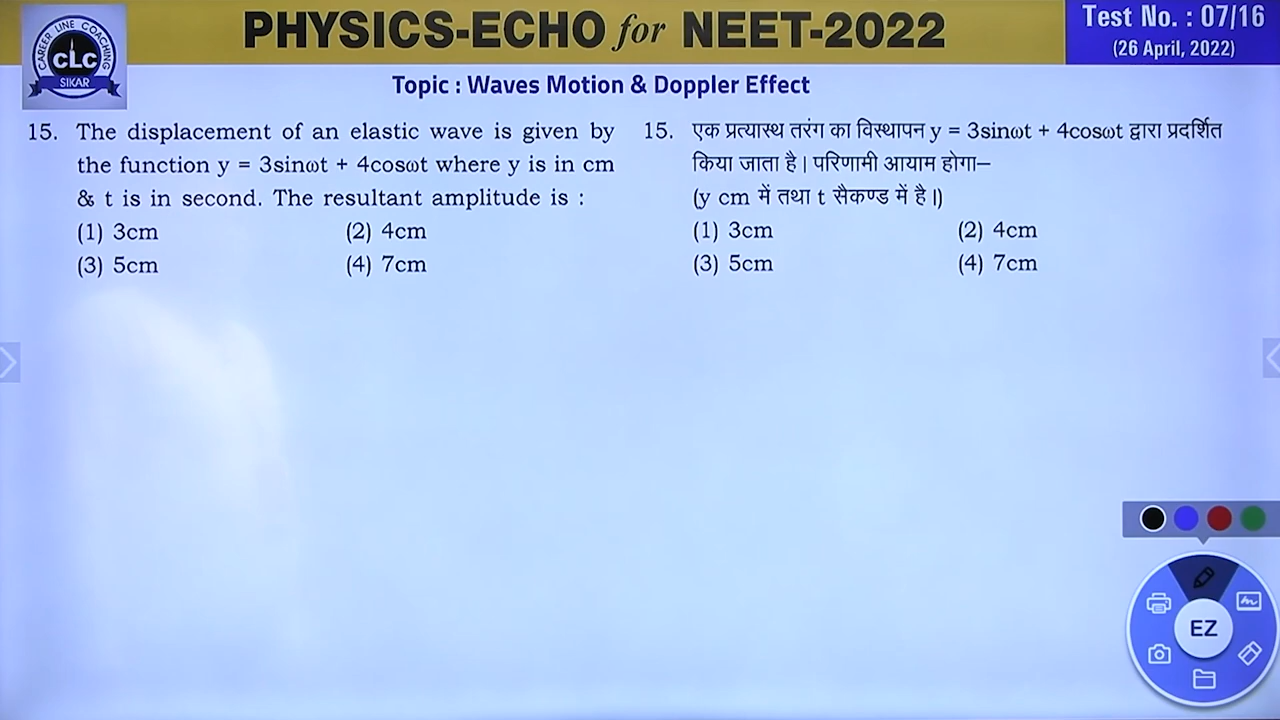 PHYSICS-ECHO for NEET-2022
Test No. : 07/16
(26 April, 2022)
CAREER LINE COACHING
CLC
SIKAR
Topic : Waves Motion & Doppler Effect
15. The displacement of an elastic wave is given by
the function y = 3sinωt + 4cosωt where y is in cm
& t is in second. The resultant amplitude is :
(1) 3cm (2) 4cm
(3) 5cm (4) 7cm
15. एक प्रत्यास्थ तरंग का विस्थापन y = 3sinωt + 4cosωt द्वारा प्रदर्शित
किया जाता है। परिणामी आयाम होगा–
(y cm में तथा t सैकण्ड में है।)
(1) 3cm (2) 4cm
(3) 5cm (4) 7cm
EZ